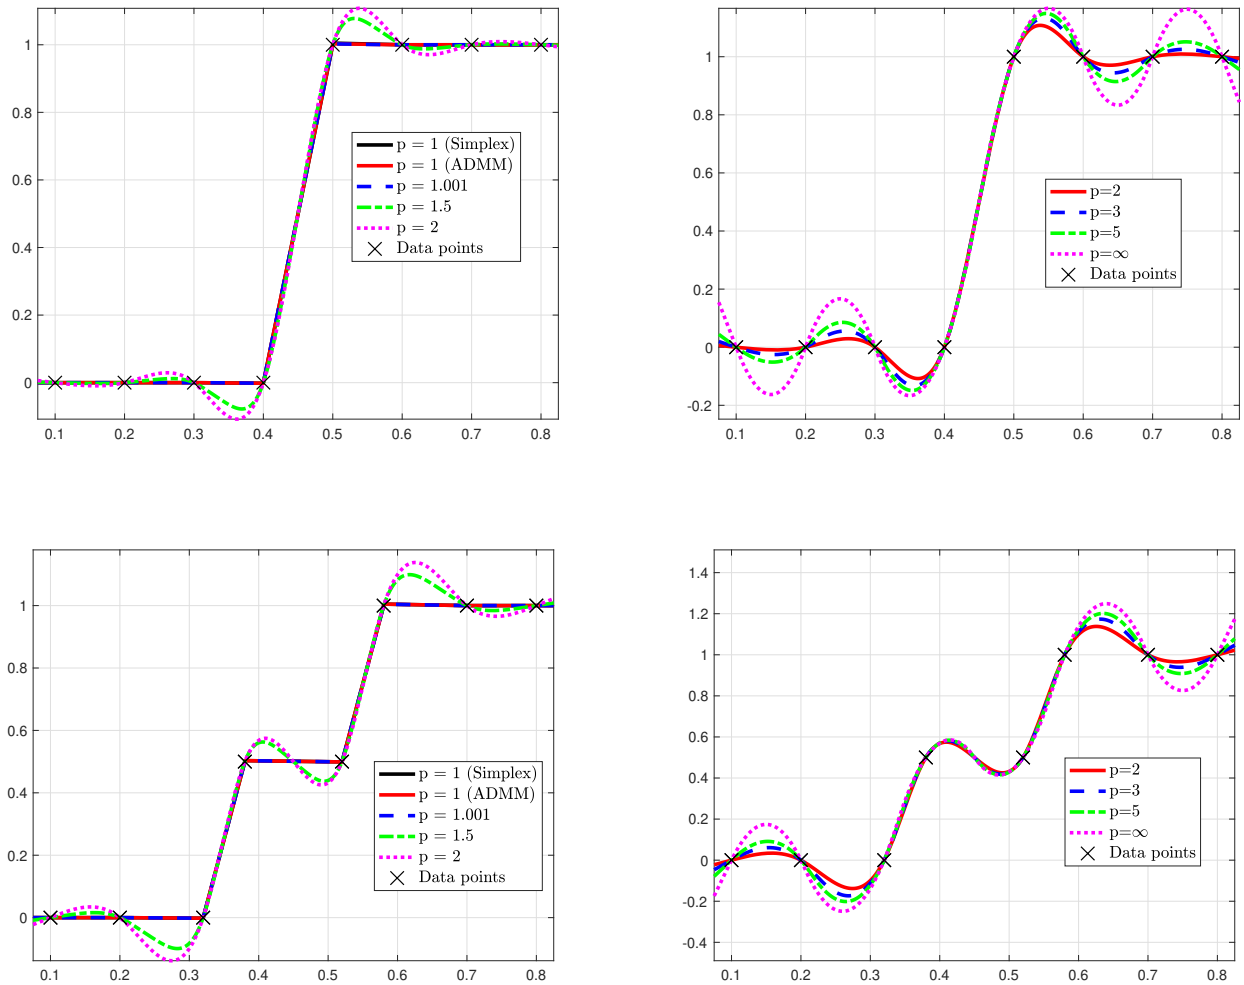 1
0.8
0.6
0.4
0.2
0
0.1 0.2 0.3 0.4 0.5 0.6 0.7 0.8
p = 1 (Simplex)
p = 1 (ADMM)
p = 1.001
p = 1.5
p = 2
Data points
1
0.8
0.6
0.4
0.2
0
-0.2
0.1 0.2 0.3 0.4 0.5 0.6 0.7 0.8
p=2
p=3
p=5
p=∞
Data points
1
0.8
0.6
0.4
0.2
0
0.1 0.2 0.3 0.4 0.5 0.6 0.7 0.8
p = 1 (Simplex)
p = 1 (ADMM)
p = 1.001
p = 1.5
p = 2
Data points
1.4
1.2
1
0.8
0.6
0.4
0.2
0
-0.2
-0.4
0.1 0.2 0.3 0.4 0.5 0.6 0.7 0.8
p=2
p=3
p=5
p=∞
Data points